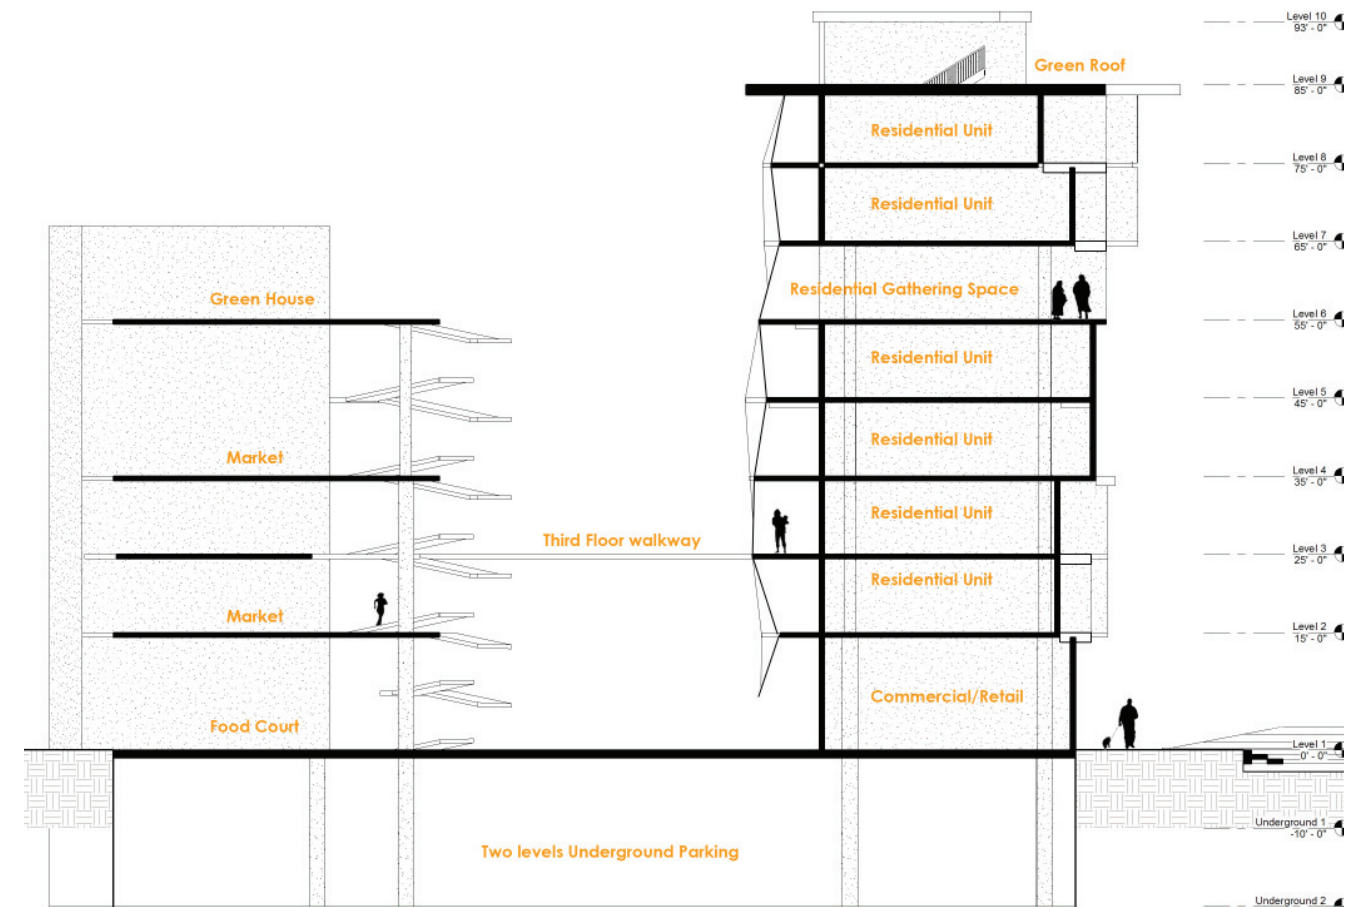 Level 10
93' - 0"
Green Roof
Level 9
85' - 0"
Residential Unit
Level 8
75' - 0"
Residential Unit
Level 7
65' - 0"
Residential Gathering Space
Green House
Level 6
55' - 0"
Residential Unit
Level 5
45' - 0"
Residential Unit
Market
Level 4
35' - 0"
Residential Unit
Third Floor walkway
Level 3
25' - 0"
Residential Unit
Market
Level 2
15' - 0"
Commercial/Retail
Food Court
Level 1
0' - 0"
Underground 1
-10' - 0"
Two levels Underground Parking
Underground 2